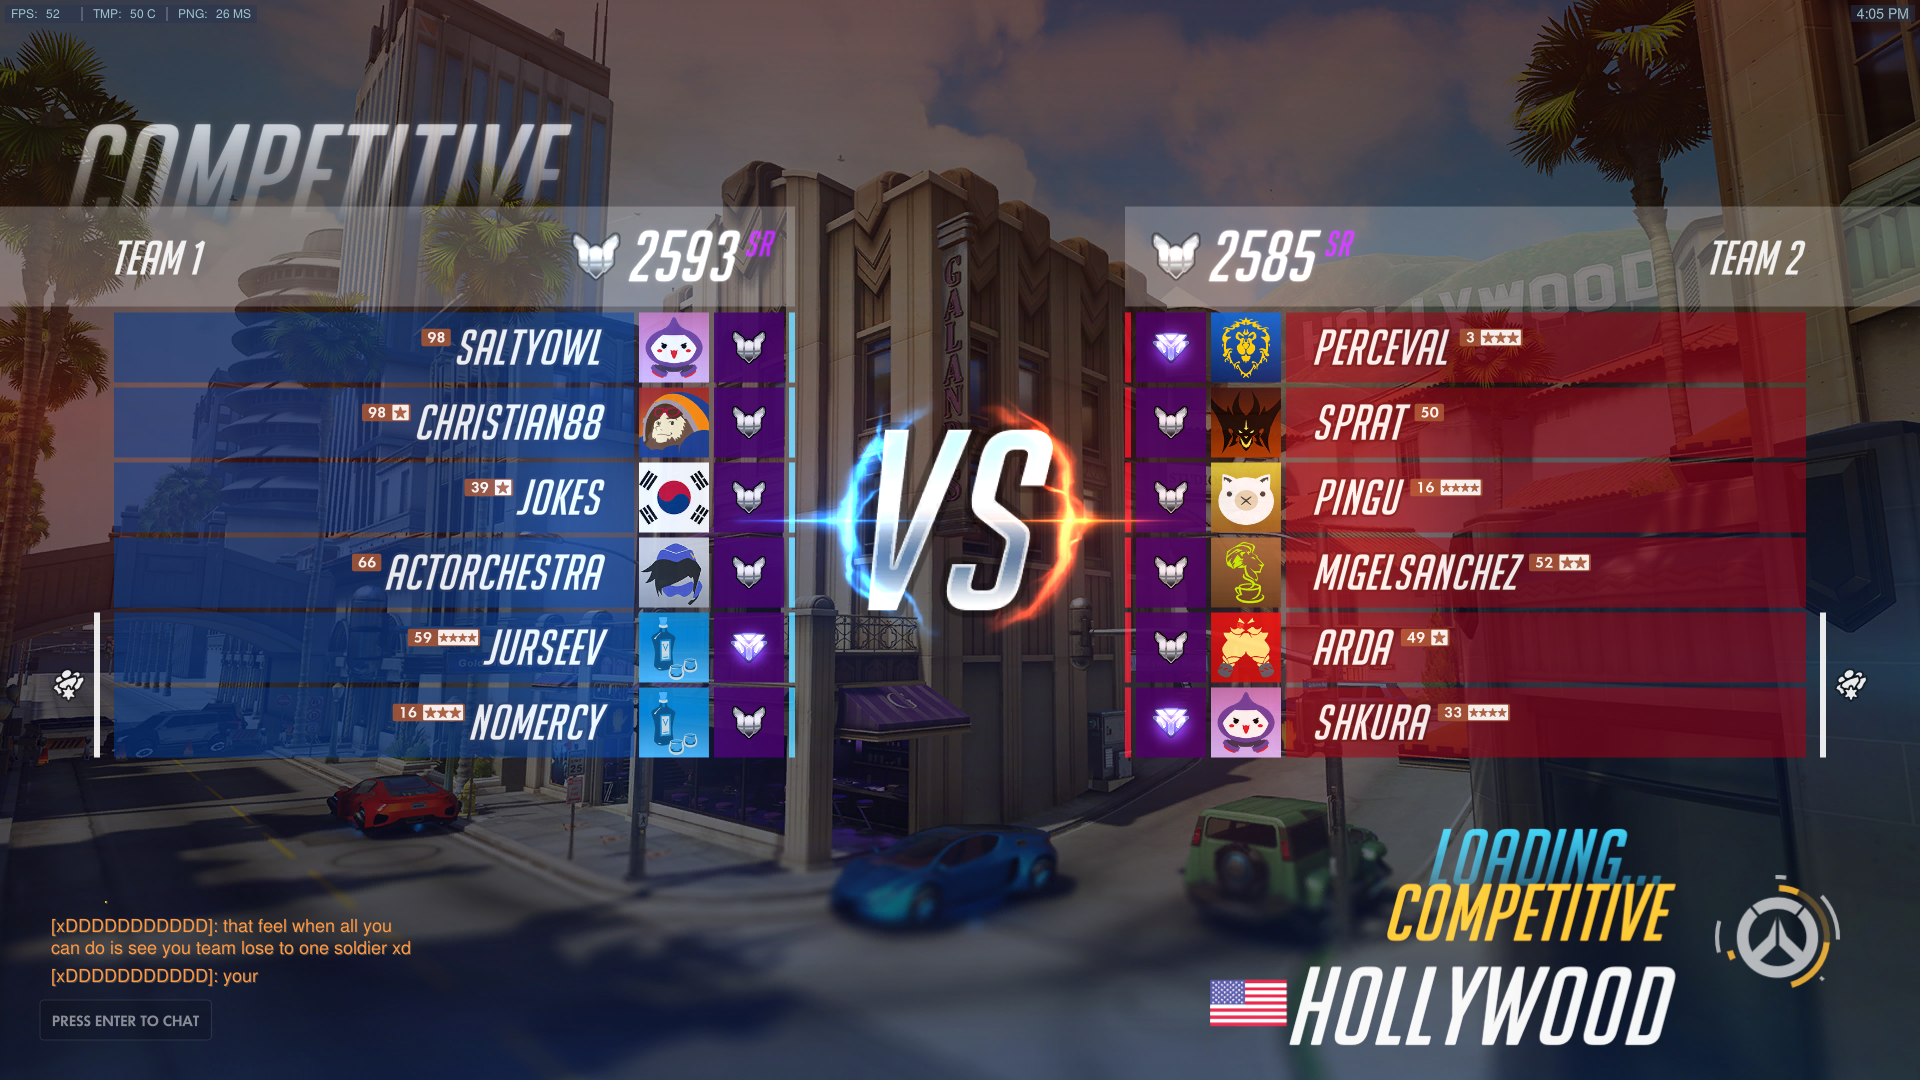 FPS: 52 | TMP: 50 C | PNG: 26 MS
4:05 PM
COMPETITIVE
TEAM 1
2593 SR
2585 SR
TEAM 2
98 SALTYOWL
PERCEVAL 3
98 CHRISTIAN88
SPRAT 50
39 JOKES
PINGU 16
66 ACTORCHESTRA
MIGELSANCHEZ 52
59 JURSEEV
ARDA 49
16 NOMERCY
SHKURA 33
VS
HOLLYWOOD
GALAND'S
G
25
LOADING...
COMPETITIVE
HOLLYWOOD
[xDDDDDDDDDDD]: that feel when all you
can do is see you team lose to one soldier xd
[xDDDDDDDDDDD]: your
PRESS ENTER TO CHAT